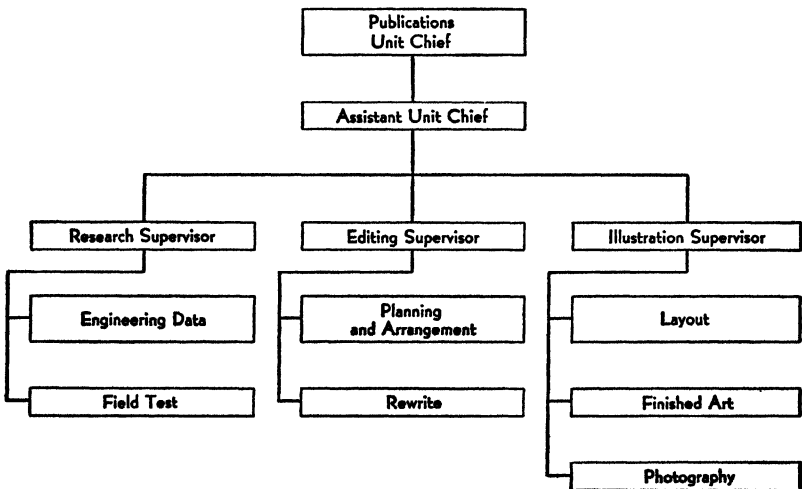 Publications
Unit Chief
Assistant Unit Chief
Research Supervisor
Editing Supervisor
Illustration Supervisor
Engineering Data
Planning
and Arrangement
Layout
Field Test
Rewrite
Finished Art
Photography